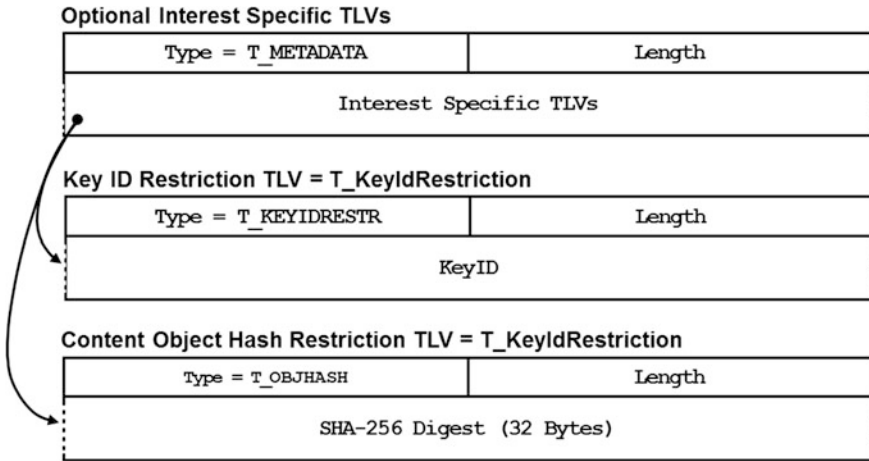 Optional Interest Specific TLVs
Type = T_METADATA Length
Interest Specific TLVs
Key ID Restriction TLV = T_KeyIdRestriction
Type = T_KEYIDRESTR Length
KeyID
Content Object Hash Restriction TLV = T_KeyIdRestriction
Type = T_OBJHASH Length
SHA-256 Digest (32 Bytes)